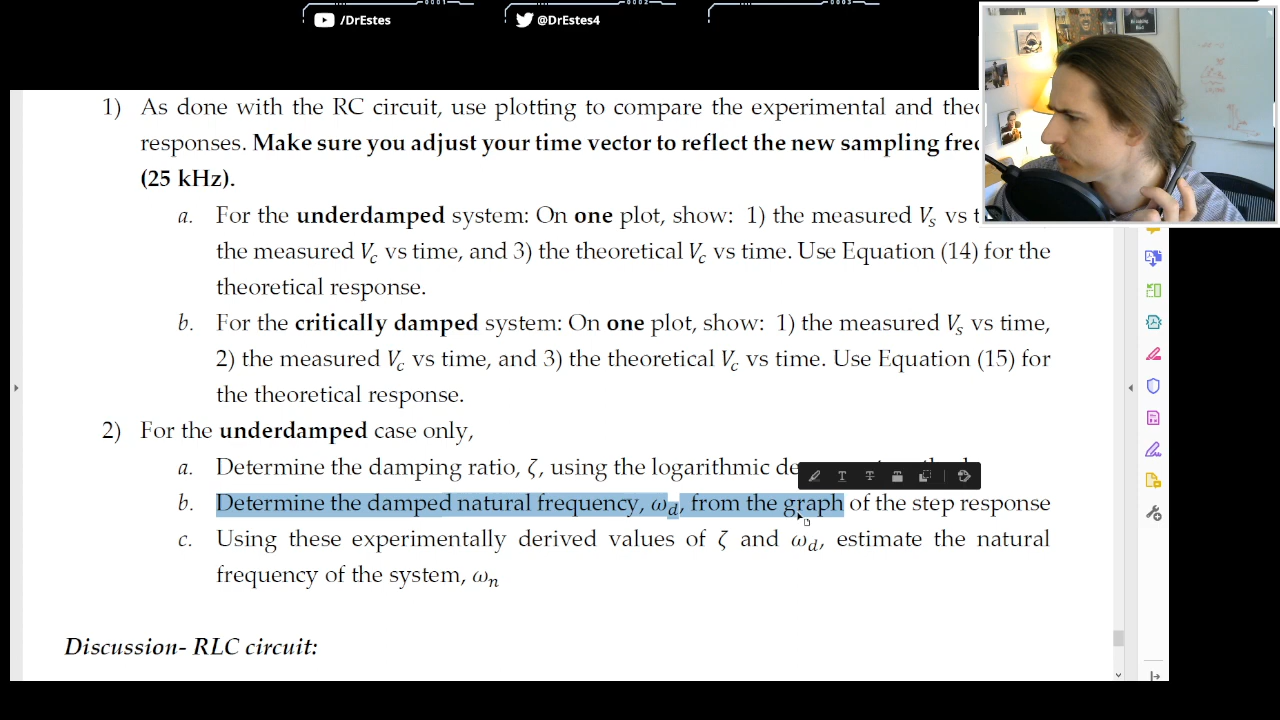 0001 0002 0003
/DrEstes @DrEstes4
1) As done with the RC circuit, use plotting to compare the experimental and
responses. Make sure you adjust your time vector to reflect the new sampling
(25 kHz).
a. For the underdamped system: On one plot, show: 1) the measured Vs vs
the measured Vc vs time, and 3) the theoretical Vc vs time. Use Equation (14) for the
theoretical response.
b. For the critically damped system: On one plot, show: 1) the measured Vs vs time,
2) the measured Vc vs time, and 3) the theoretical Vc vs time. Use Equation (15) for
the theoretical response.
2) For the underdamped case only,
a. Determine the damping ratio, ζ, using the logarithmic
b. Determine the damped natural frequency, ωd, from the graph of the step response
c. Using these experimentally derived values of ζ and ωd, estimate the natural
frequency of the system, ωn
Discussion- RLC circuit: